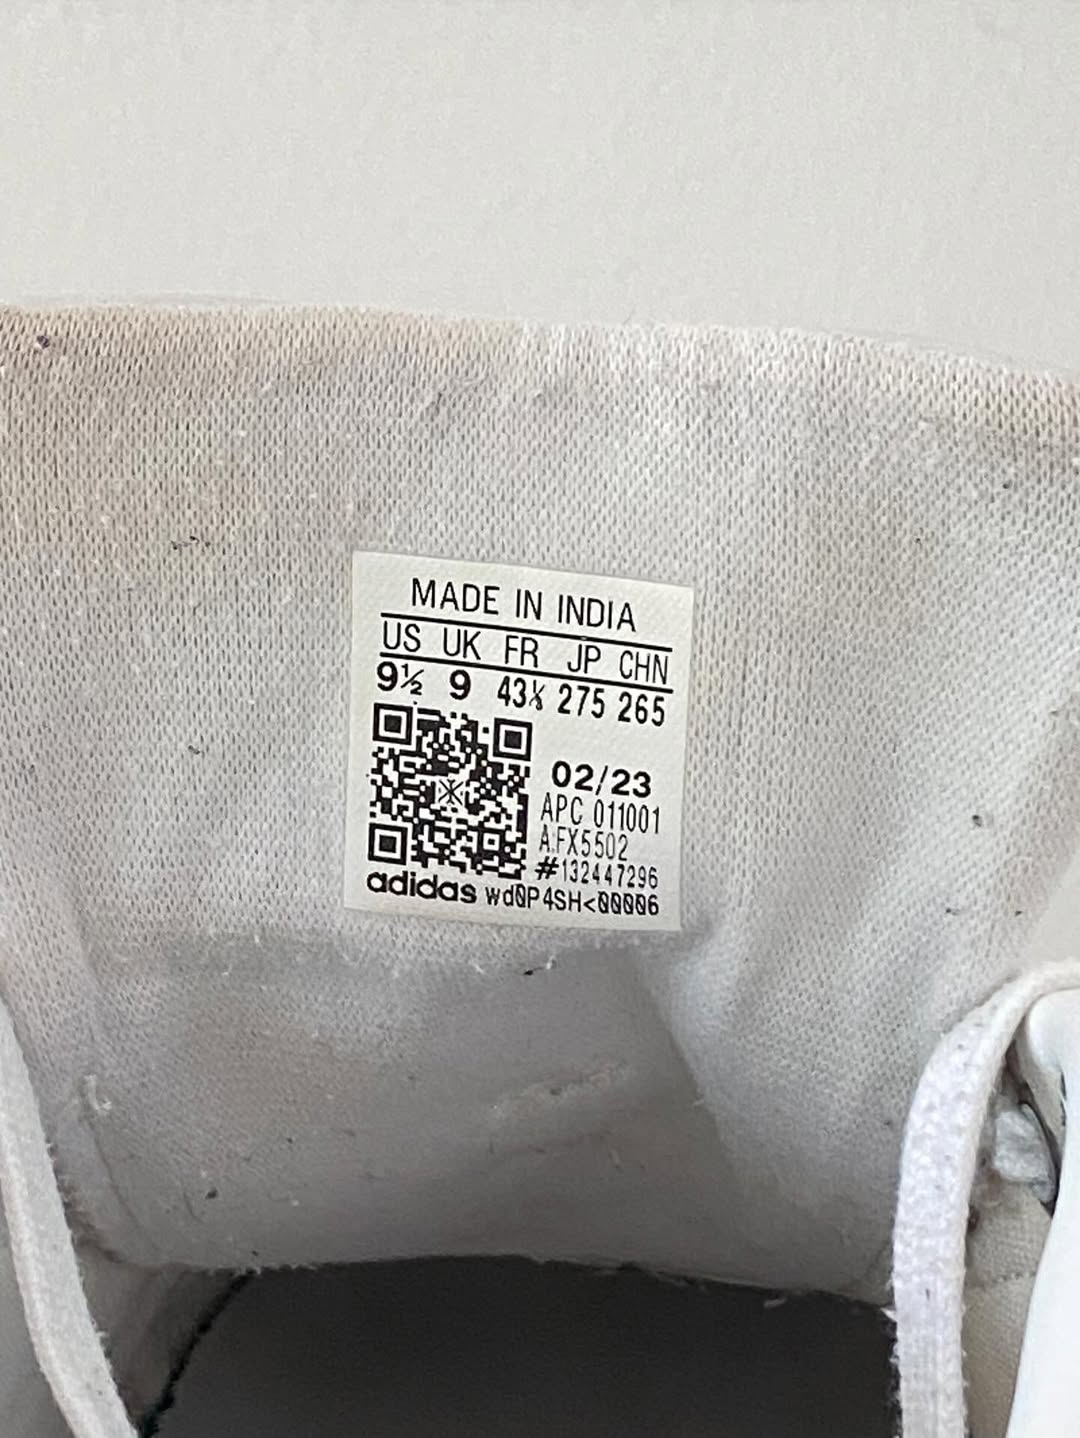 MADE IN INDIA
US UK FR JP CHN
9½ 9 43⅓ 275 265
02/23
APC 011001
A.FX5502
#132447296
adidas wd0P4SH<00006